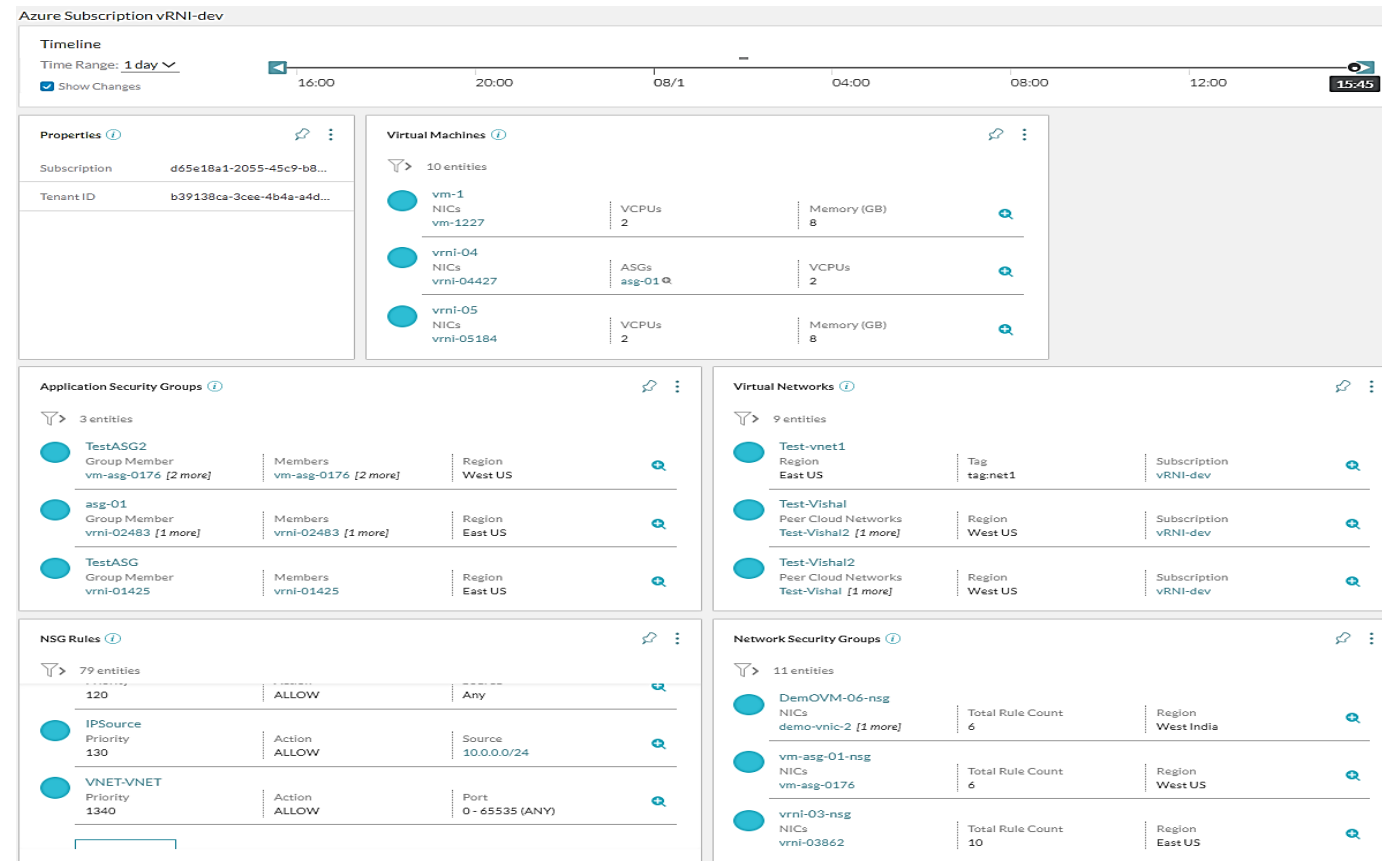 Azure Subscription vRNI-dev
Timeline
Time Range: 1 day
Show Changes
16:00 20:00 08/1 04:00 08:00 12:00 15:45
Properties
Subscription d65e18a1-2055-45c9-b8...
Tenant ID b39138ca-3cee-4b4a-a4d...
Virtual Machines
10 entities
vm-1
NICs VCPUs Memory (GB)
vm-1227 2 8
vrni-04
NICs ASGs VCPUs
vrni-04427 asg-01 2
vrni-05
NICs VCPUs Memory (GB)
vrni-05184 2 8
Application Security Groups
3 entities
TestASG2
Group Member Members Region
vm-asg-0176 [2 more] vm-asg-0176 [2 more] West US
asg-01
Group Member Members Region
vrni-02483 [1 more] vrni-02483 [1 more] East US
TestASG
Group Member Members Region
vrni-01425 vrni-01425 East US
Virtual Networks
9 entities
Test-vnet1
Region Tag Subscription
East US tag:net1 vRNI-dev
Test-Vishal
Peer Cloud Networks Region Subscription
Test-Vishal2 [1 more] West US vRNI-dev
Test-Vishal2
Peer Cloud Networks Region Subscription
Test-Vishal [1 more] West US vRNI-dev
NSG Rules
79 entities
120 ALLOW Any
IPSource
Priority Action Source
130 ALLOW 10.0.0.0/24
VNET-VNET
Priority Action Port
1340 ALLOW 0 - 65535 (ANY)
Network Security Groups
11 entities
DemOVM-06-nsg
NICs Total Rule Count Region
demo-vnic-2 [1 more] 6 West India
vm-asg-01-nsg
NICs Total Rule Count Region
vm-asg-0176 6 West US
vrni-03-nsg
NICs Total Rule Count Region
vrni-03862 10 East US